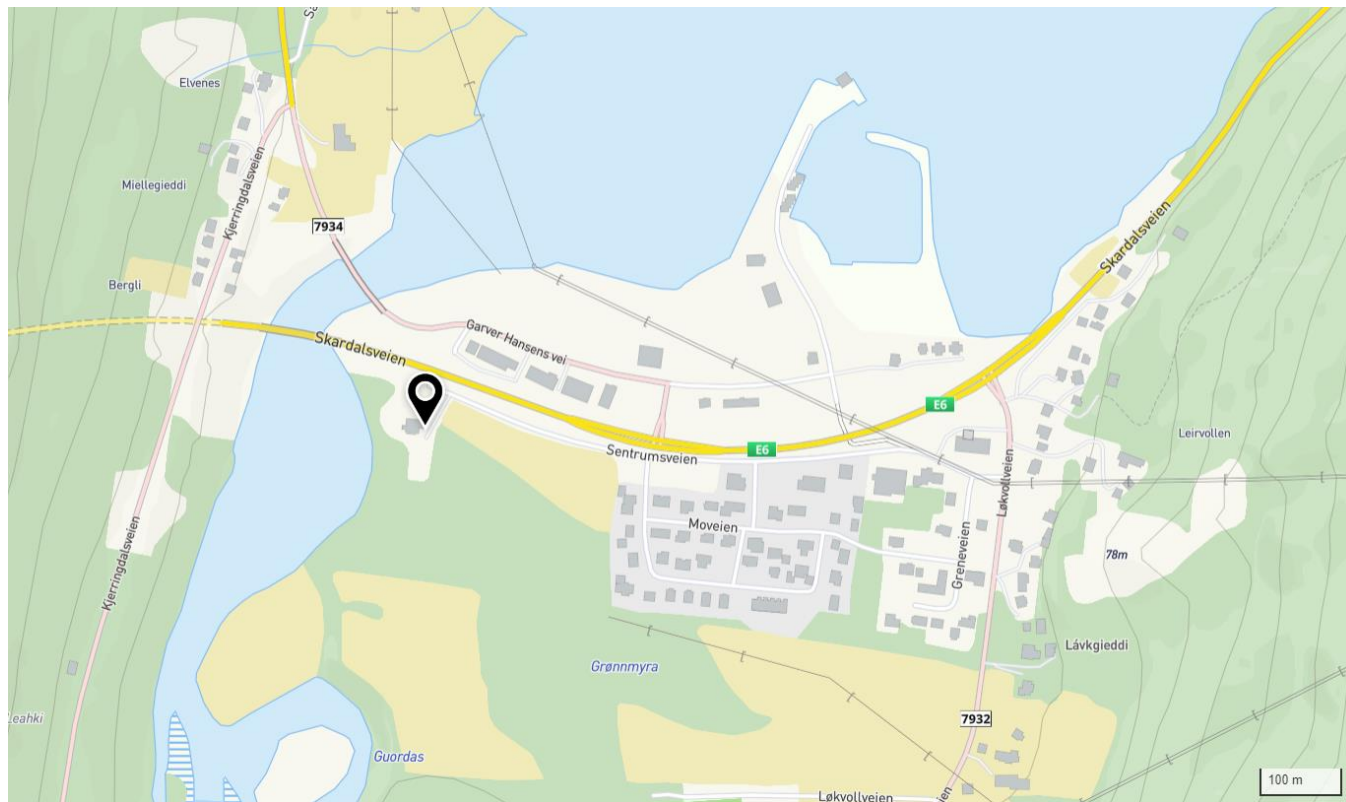 Elvenes
Miellegieddi
Kjerringdalsveien
7934
Bergli
Skardalsveien
Garver Hansens vei
Skardalsveien
E6
E6
Sentrumsveien
Leirvollen
Løkvollveien
Moveien
Greneveien
78m
Kjerringdalsveien
Lávkgieddi
Grønnmyra
Leahki
7932
Guordas
100 m
Løkvollveien